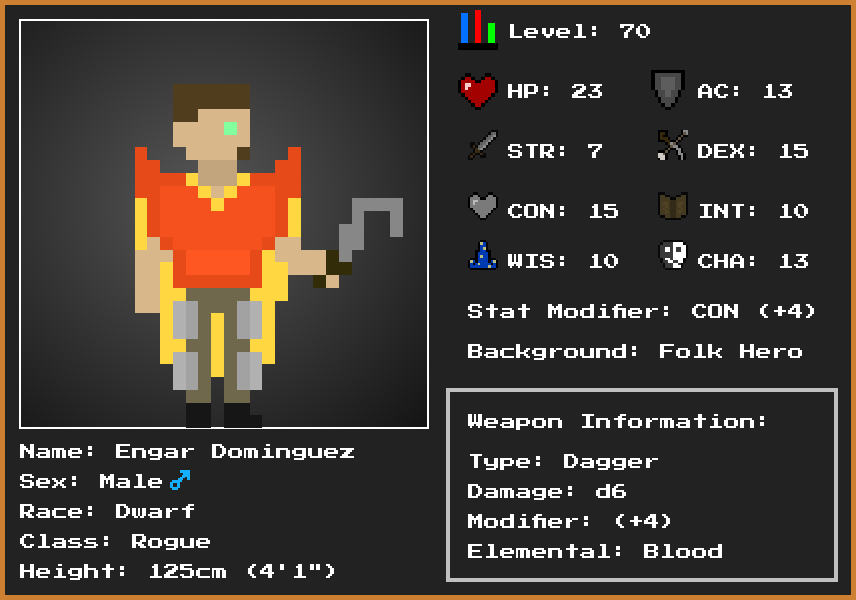 Level: 70
HP: 23 AC: 13
STR: 7 DEX: 15
CON: 15 INT: 10
WIS: 10 CHA: 13
Stat Modifier: CON (+4)
Background: Folk Hero
Weapon Information:
Type: Dagger
Damage: d6
Modifier: (+4)
Elemental: Blood
Name: Engar Dominguez
Sex: Male ♂
Race: Dwarf
Class: Rogue
Height: 125cm (4'1")